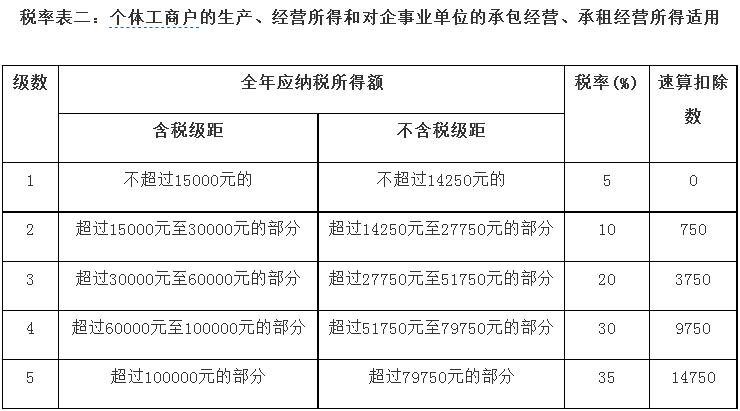 税率表二：个体工商户的生产、经营所得和对企事业单位的承包经营、承租经营所得适用
级数 全年应纳税所得额 税率(%) 速算扣除
数
含税级距 不含税级距
1 不超过15000元的 不超过14250元的 5 0
2 超过15000元至30000元的部分 超过14250元至27750元的部分 10 750
3 超过30000元至60000元的部分 超过27750元至51750元的部分 20 3750
4 超过60000元至100000元的部分 超过51750元至79750元的部分 30 9750
5 超过100000元的部分 超过79750元的部分 35 14750